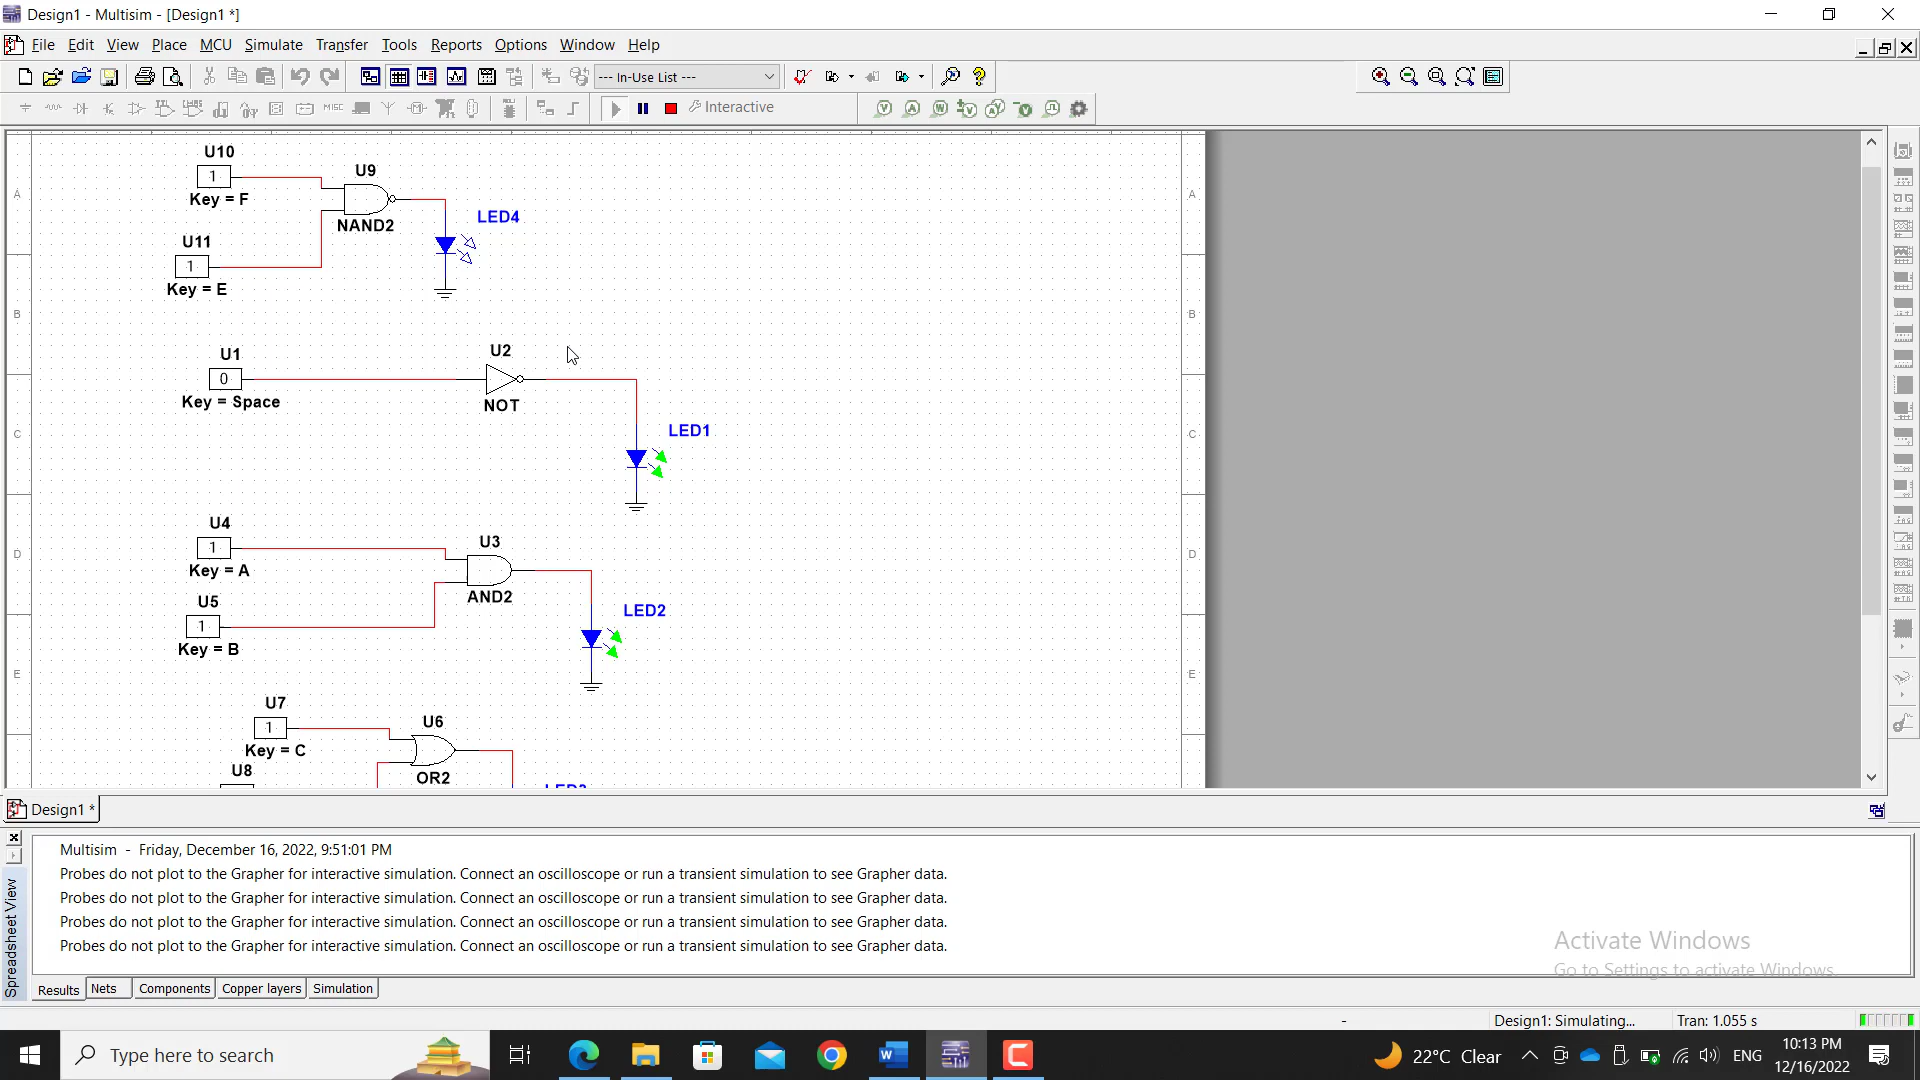 Design1 - Multisim - [Design1 *]
File Edit View Place MCU Simulate Transfer Tools Reports Options Window Help
--- In-Use List ---
MISC
Interactive
U10
1
Key = F
U9
NAND2
LED4
U11
1
Key = E
U1
0
Key = Space
U2
NOT
LED1
U4
1
Key = A
U3
AND2
LED2
U5
1
Key = B
U7
1
Key = C
U6
OR2
U8
LED3
A
B
C
D
E
A
B
C
D
E
Design1 *
Spreadsheet View
Multisim - Friday, December 16, 2022, 9:51:01 PM
Probes do not plot to the Grapher for interactive simulation. Connect an oscilloscope or run a transient simulation to see Grapher data.
Probes do not plot to the Grapher for interactive simulation. Connect an oscilloscope or run a transient simulation to see Grapher data.
Probes do not plot to the Grapher for interactive simulation. Connect an oscilloscope or run a transient simulation to see Grapher data.
Probes do not plot to the Grapher for interactive simulation. Connect an oscilloscope or run a transient simulation to see Grapher data.
Activate Windows
Go to Settings to activate Windows.
Results Nets Components Copper layers Simulation
- Design1: Simulating... Tran: 1.055 s
Type here to search
22°C Clear
ENG
10:13 PM
12/16/2022